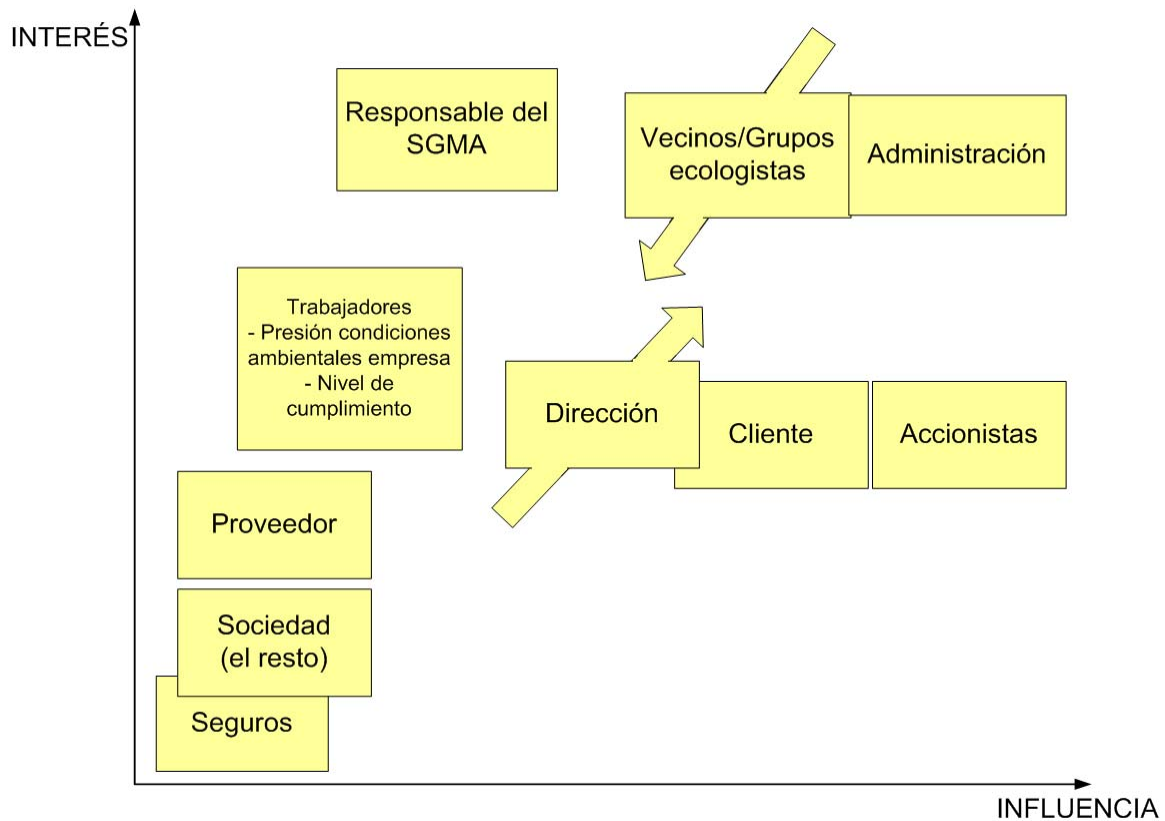 INTERÉS
Responsable del
SGMA
Vecinos/Grupos
ecologistas
Administración
Trabajadores
- Presión condiciones
ambientales empresa
- Nivel de
cumplimiento
Dirección
Cliente
Accionistas
Proveedor
Sociedad
(el resto)
Seguros
INFLUENCIA